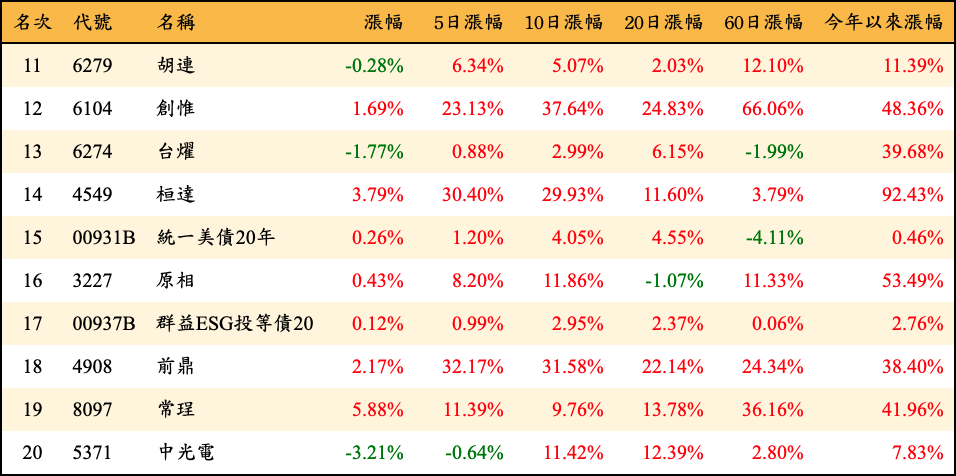 名次 代號 名稱 漲幅 5日漲幅 10日漲幅 20日漲幅 60日漲幅 今年以來漲幅
11 6279 胡連 -0.28% 6.34% 5.07% 2.03% 12.10% 11.39%
12 6104 創惟 1.69% 23.13% 37.64% 24.83% 66.06% 48.36%
13 6274 台燿 -1.77% 0.88% 2.99% 6.15% -1.99% 39.68%
14 4549 桓達 3.79% 30.40% 29.93% 11.60% 3.79% 92.43%
15 00931B 統一美債20年 0.26% 1.20% 4.05% 4.55% -4.11% 0.46%
16 3227 原相 0.43% 8.20% 11.86% -1.07% 11.33% 53.49%
17 00937B 群益ESG投等債20 0.12% 0.99% 2.95% 2.37% 0.06% 2.76%
18 4908 前鼎 2.17% 32.17% 31.58% 22.14% 24.34% 38.40%
19 8097 常珵 5.88% 11.39% 9.76% 13.78% 36.16% 41.96%
20 5371 中光電 -3.21% -0.64% 11.42% 12.39% 2.80% 7.83%